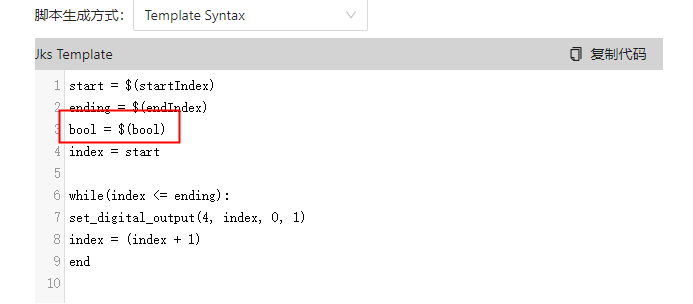 脚本生成方式： Template Syntax
Jks Template 复制代码
1 start = $(startIndex)
2 ending = $(endIndex)
3 bool = $(bool)
4 index = start
5
6 while(index <= ending):
7 set_digital_output(4, index, 0, 1)
8 index = (index + 1)
9 end
10